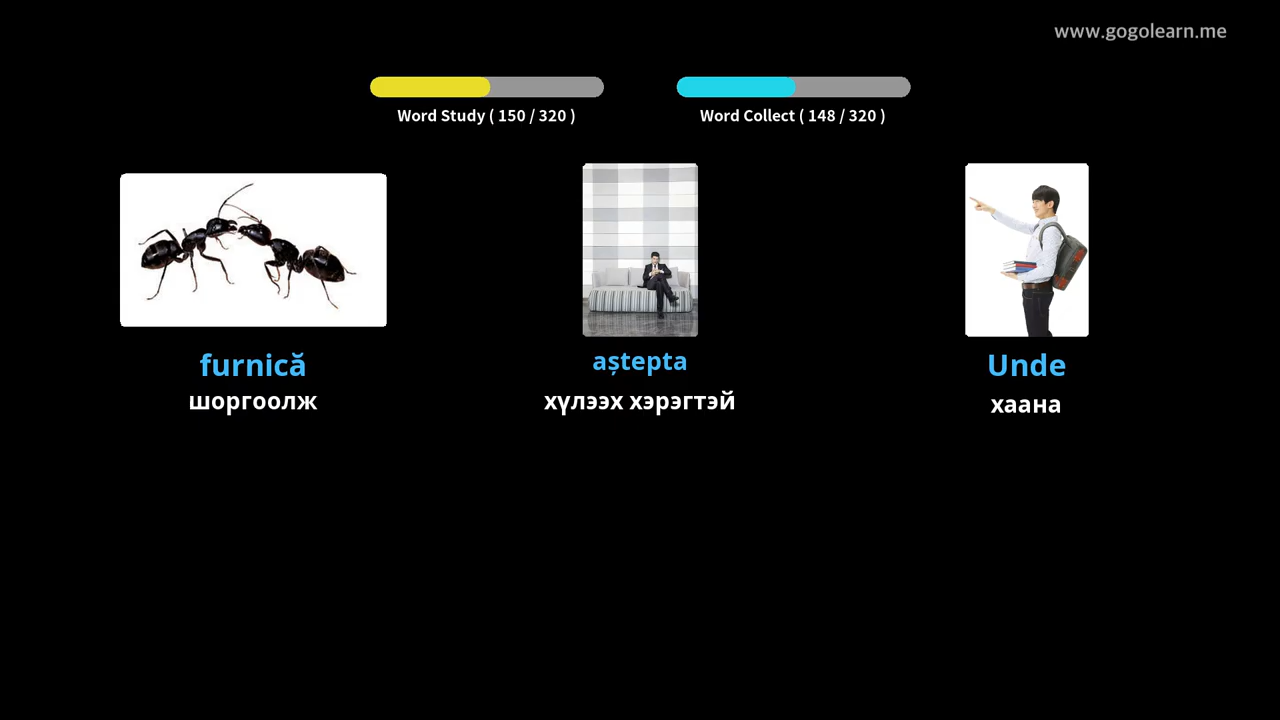 www.gogolearn.me
Word Study ( 150 / 320 )
Word Collect ( 148 / 320 )
furnică
шоргоолж
aștepta
хүлээх хэрэгтэй
Unde
хаана